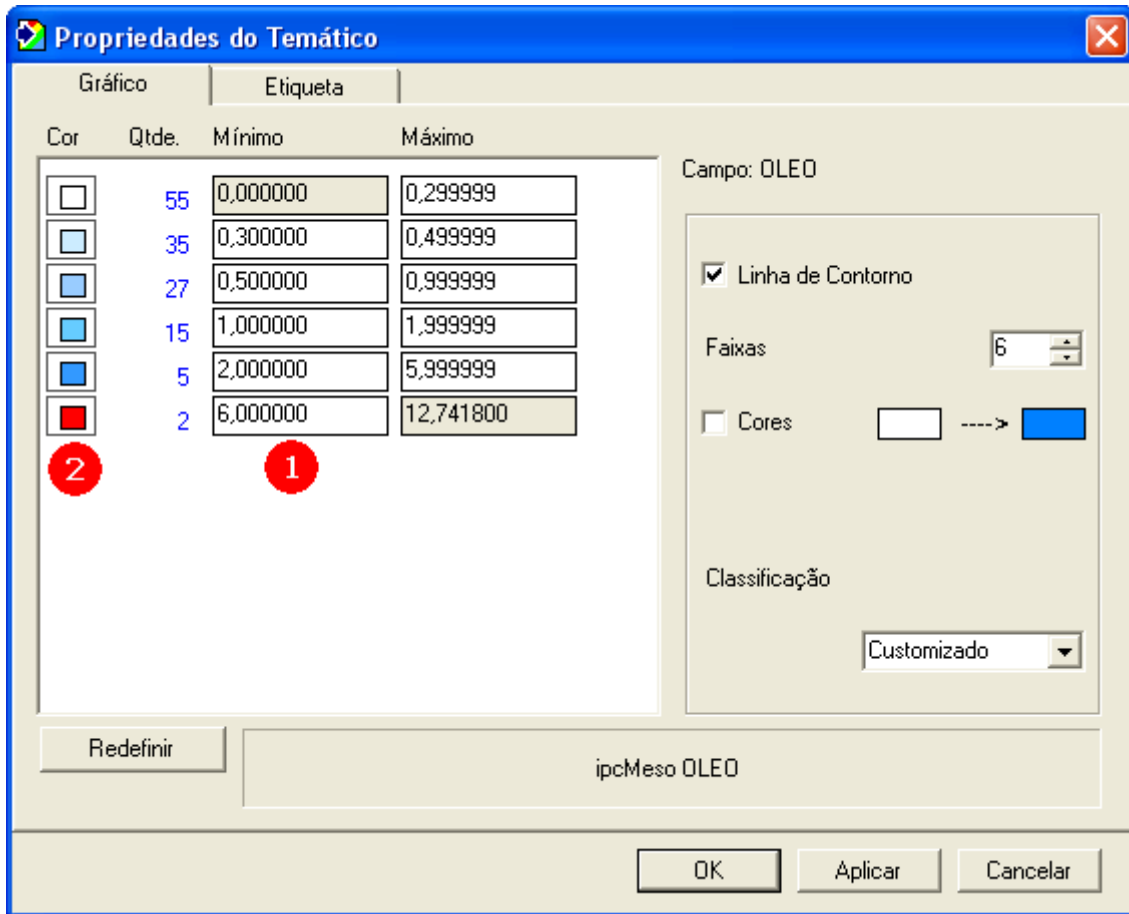 Propriedades do Temático
Gráfico Etiqueta
Cor Qtde. Mínimo Máximo
55 0,000000 0,299999
35 0,300000 0,499999
27 0,500000 0,999999
15 1,000000 1,999999
5 2,000000 5,999999
2 6,000000 12,741800
2 1
Campo: OLEO
Linha de Contorno
Faixas 6
Cores ---->
Classificação
Customizado
Redefinir ipcMeso OLEO
OK Aplicar Cancelar